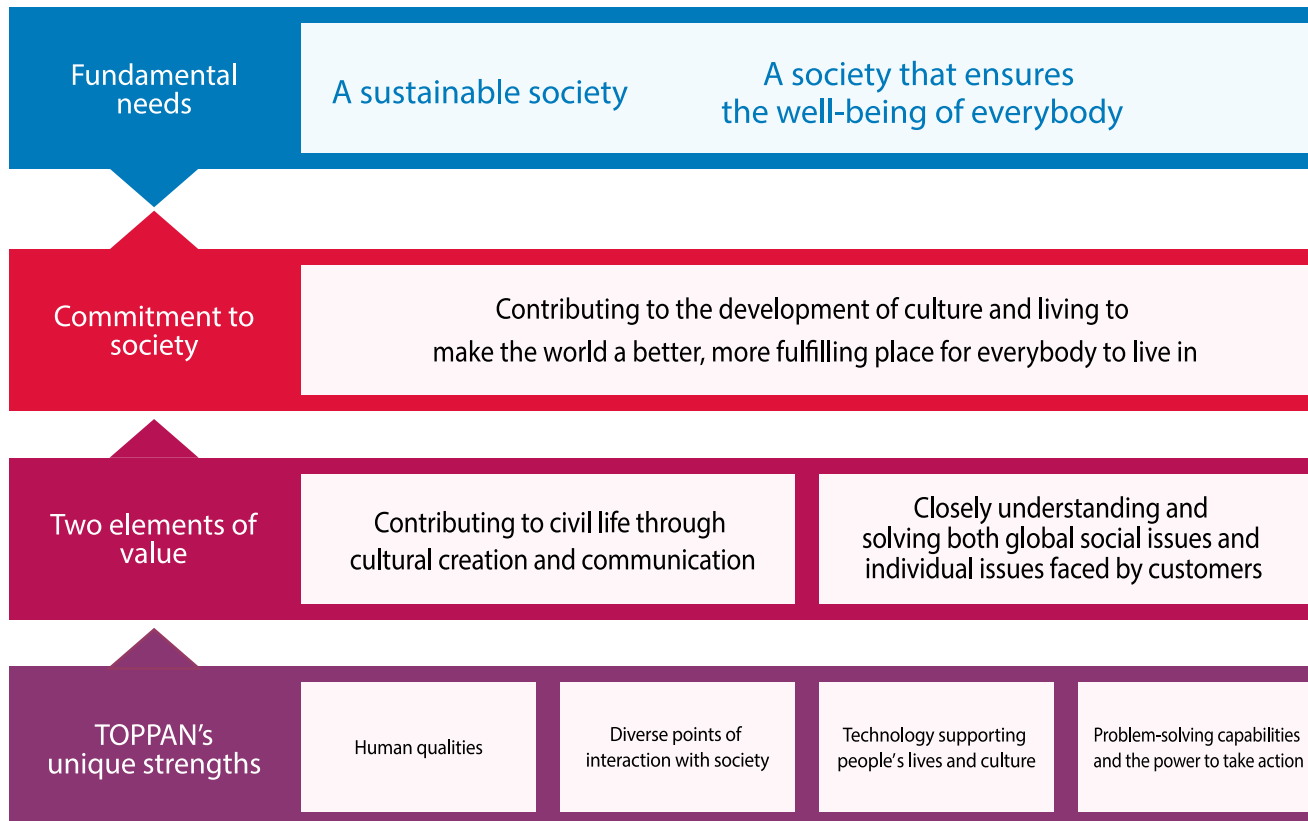 Fundamental
needs
A sustainable society
A society that ensures
the well-being of everybody
Commitment to
society
Contributing to the development of culture and living to
make the world a better, more fulfilling place for everybody to live in
Two elements of
value
Contributing to civil life through
cultural creation and communication
Closely understanding and
solving both global social issues and
individual issues faced by customers
TOPPAN’s
unique strengths
Human qualities
Diverse points of
interaction with society
Technology supporting
people’s lives and culture
Problem-solving capabilities
and the power to take action